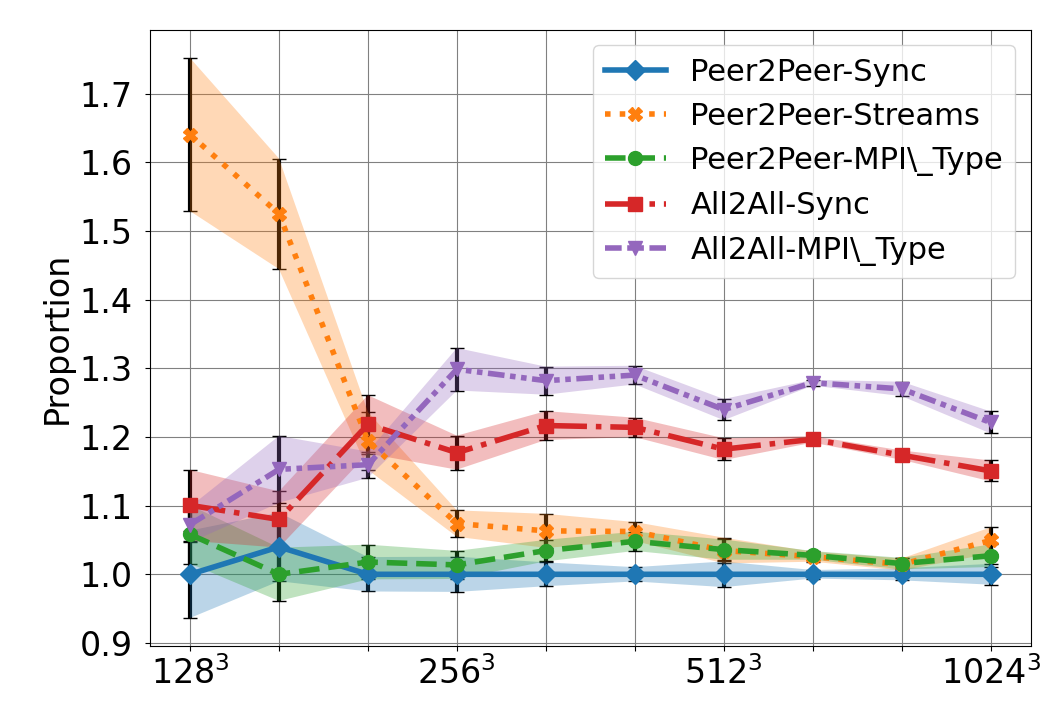 Proportion
1.7
1.6
1.5
1.4
1.3
1.2
1.1
1.0
0.9
128³
256³
512³
1024³
Peer2Peer-Sync
Peer2Peer-Streams
Peer2Peer-MPI\_Type
All2All-Sync
All2All-MPI\_Type